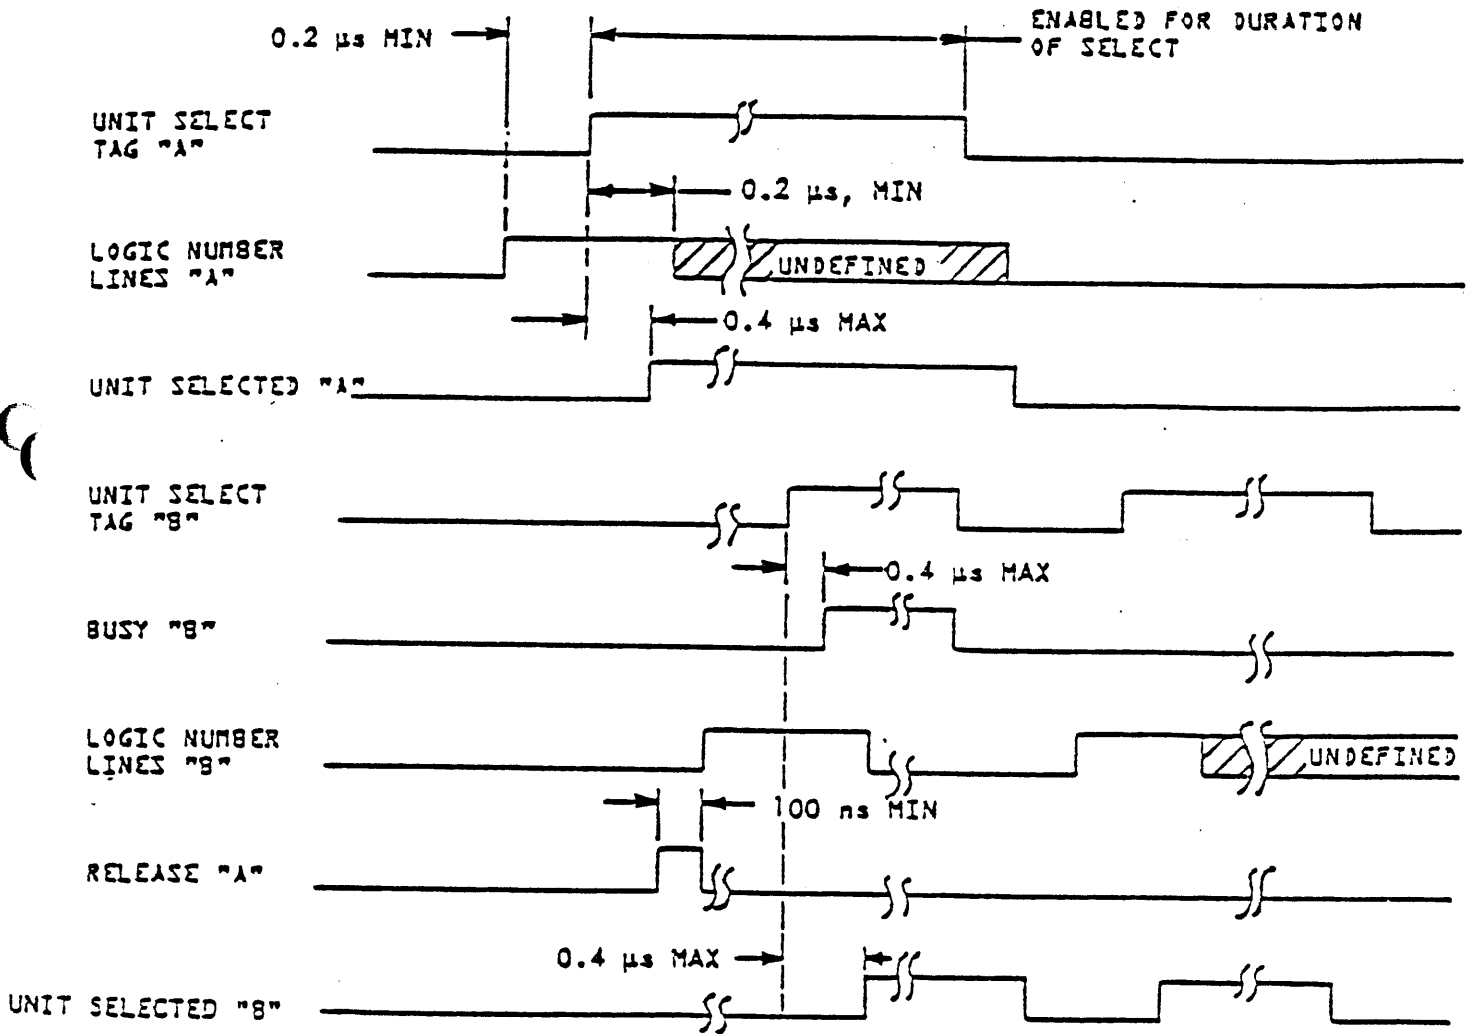 0.2 µs MIN
ENABLED FOR DURATION
OF SELECT
UNIT SELECT
TAG "A"
0.2 µs, MIN
LOGIC NUMBER
LINES "A"
UNDEFINED
0.4 µs MAX
UNIT SELECTED "A"
UNIT SELECT
TAG "B"
0.4 µs MAX
BUSY "B"
LOGIC NUMBER
LINES "B"
UNDEFINED
100 ns MIN
RELEASE "A"
0.4 µs MAX
UNIT SELECTED "B"